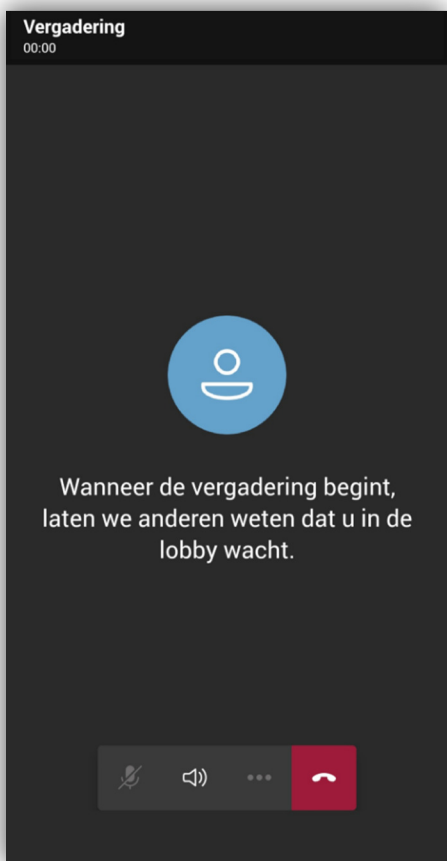 Vergadering
00:00
Wanneer de vergadering begint,
laten we anderen weten dat u in de
lobby wacht.